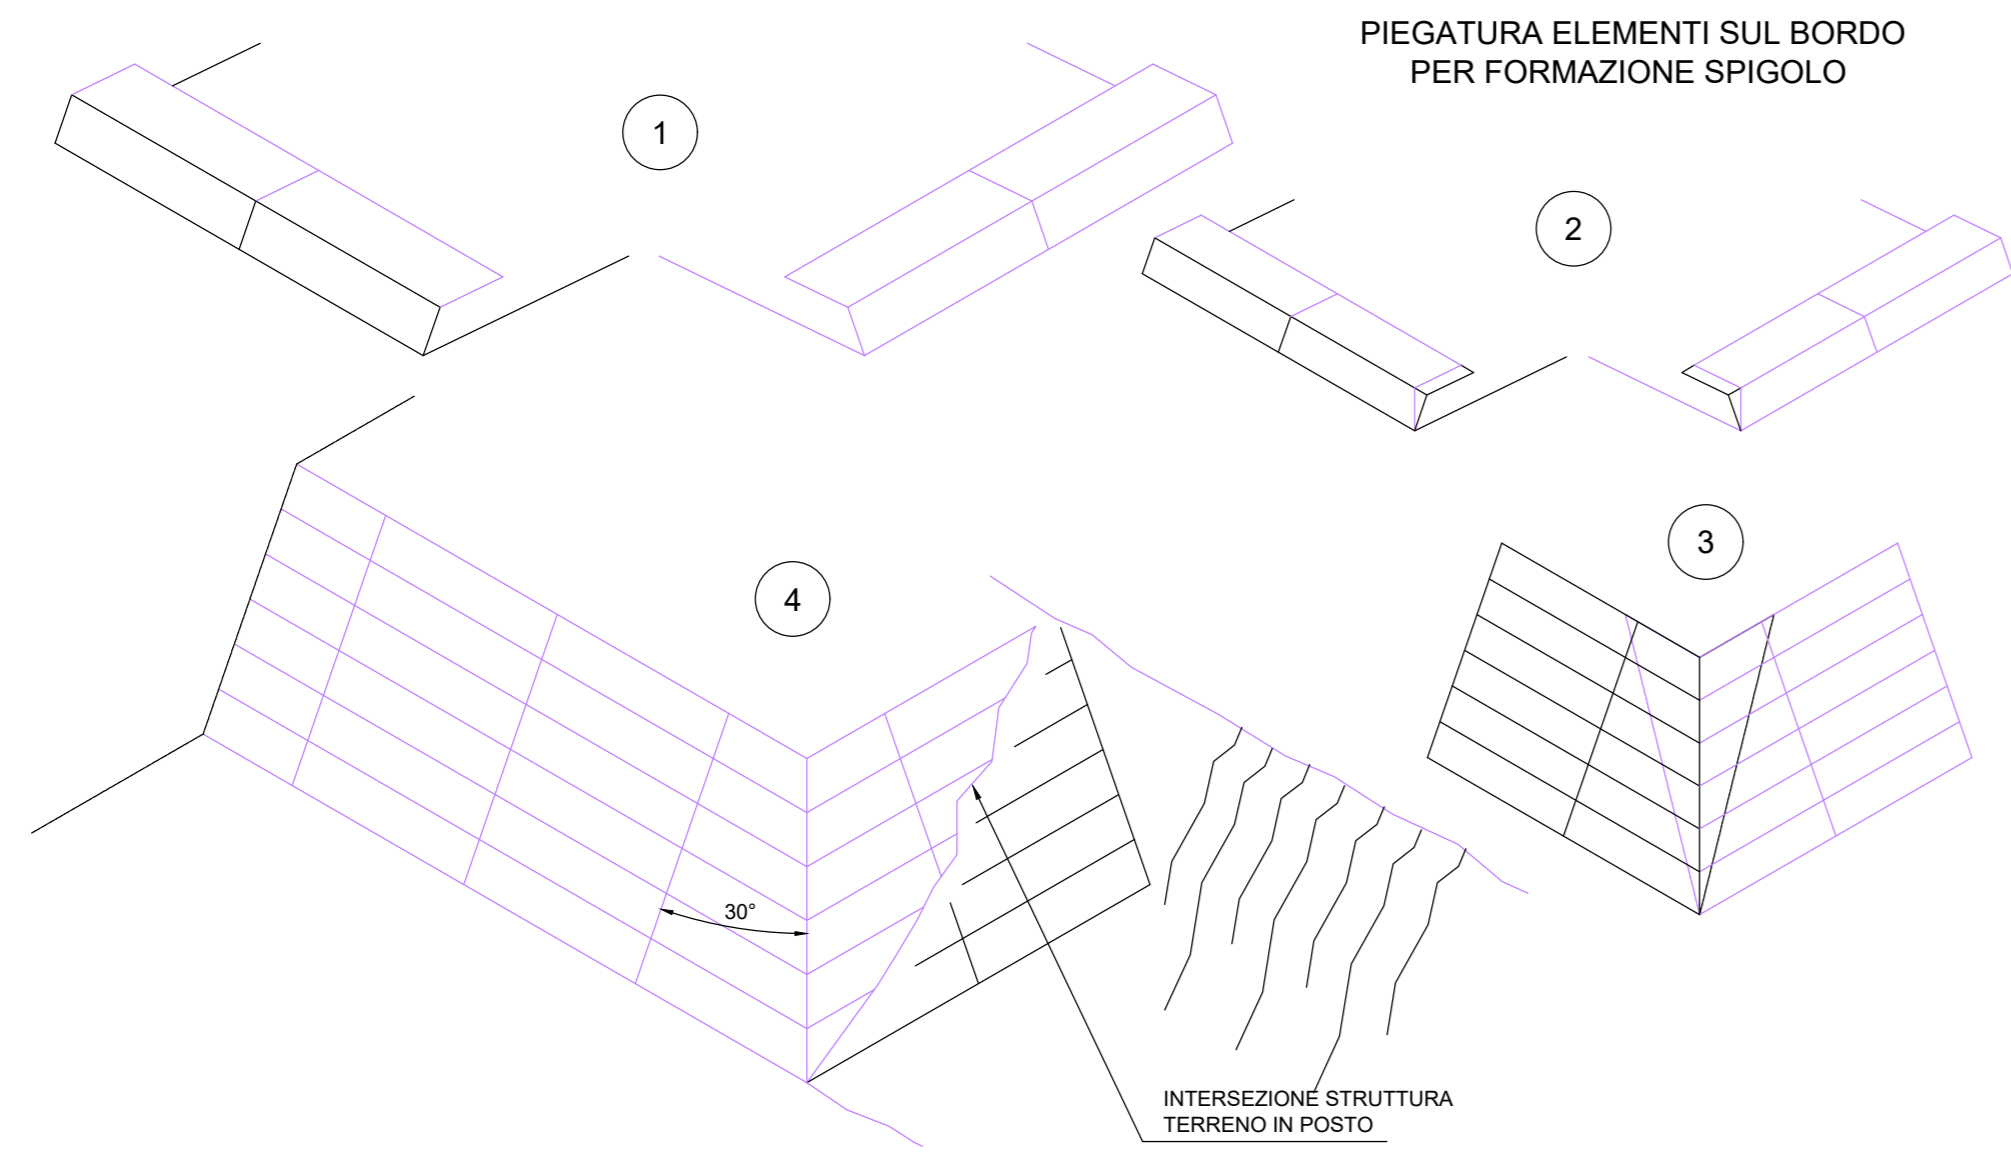 PIEGATURA ELEMENTI SUL BORDO
PER FORMAZIONE SPIGOLO
1
2
3
4
30°
INTERSEZIONE STRUTTURA
TERRENO IN POSTO